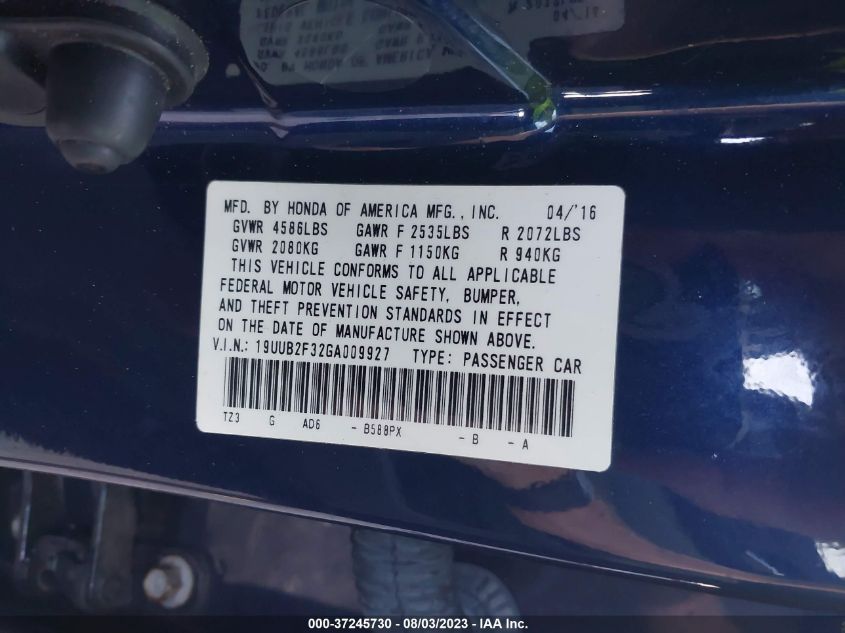 MFD. BY HONDA OF AMERICA MFG., INC. 04/'16
GVWR 4586LBS GAWR F 2535LBS R 2072LBS
GVWR 2080KG GAWR F 1150KG R 940KG
THIS VEHICLE CONFORMS TO ALL APPLICABLE
FEDERAL MOTOR VEHICLE SAFETY, BUMPER,
AND THEFT PREVENTION STANDARDS IN EFFECT
ON THE DATE OF MANUFACTURE SHOWN ABOVE.
V.I.N.: 19UUB2F32GA009927 TYPE: PASSENGER CAR
TZ3 G AD6 - B588PX - B - A
000-37245730 - 08/03/2023 - IAAI.com